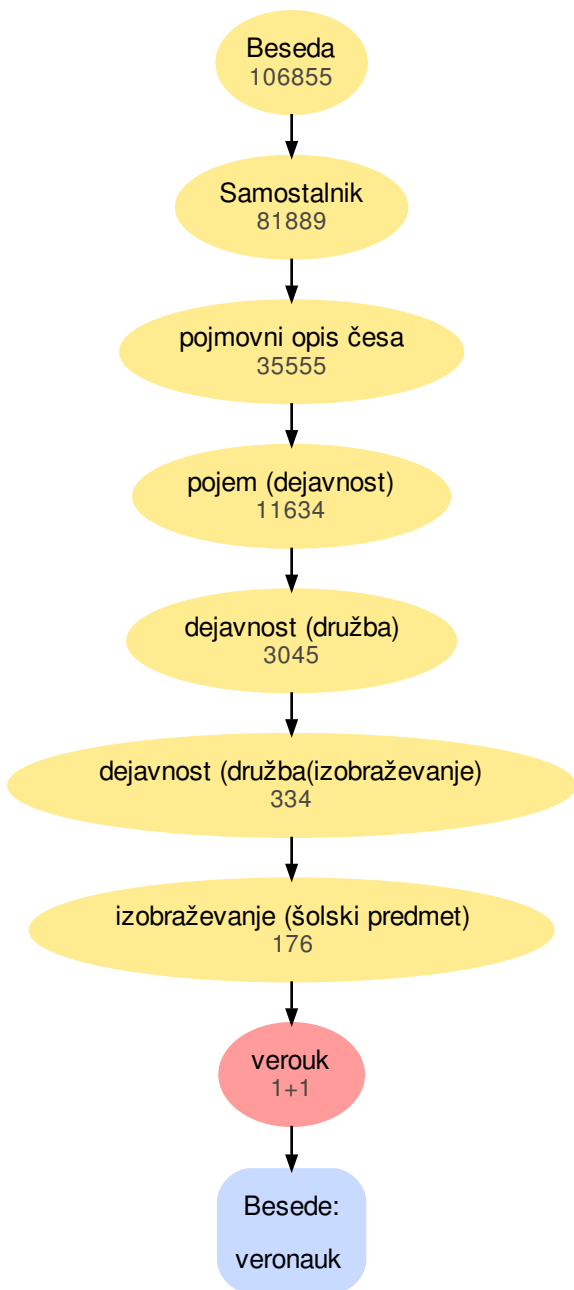 Beseda
106855
Samostalnik
81889
pojmovni opis česa
35555
pojem (dejavnost)
11634
dejavnost (družba)
3045
dejavnost (družba(izobraževanje)
334
izobraževanje (šolski predmet)
176
verouk
1+1
Besede:
veronauk